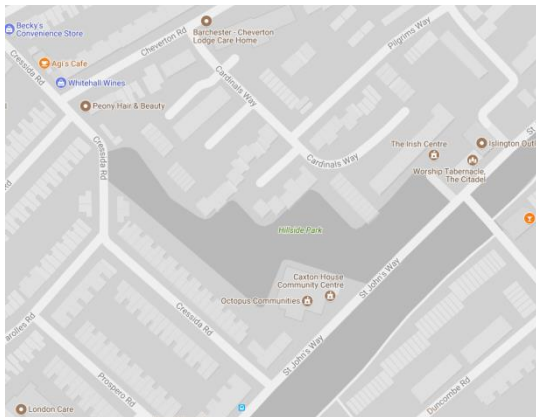 Becky's
Convenience Store
Barchester - Cheverton
Lodge Care Home
Cheverton Rd
Pilgrims Way
Cressida Rd
Agi's Cafe
Whitehall Wines
Cardinals Way
Peony Hair & Beauty
Cressida Rd
Cardinals Way
The Irish Centre
Islington Out
St
Worship Tabernacle,
The Citadel
Hillside Park
Caxton House
Community Centre
Octopus Communities
St John's Way
Cressida Rd
arolles Rd
St John's Way
Prospero Rd
Duncombe Rd
London Care